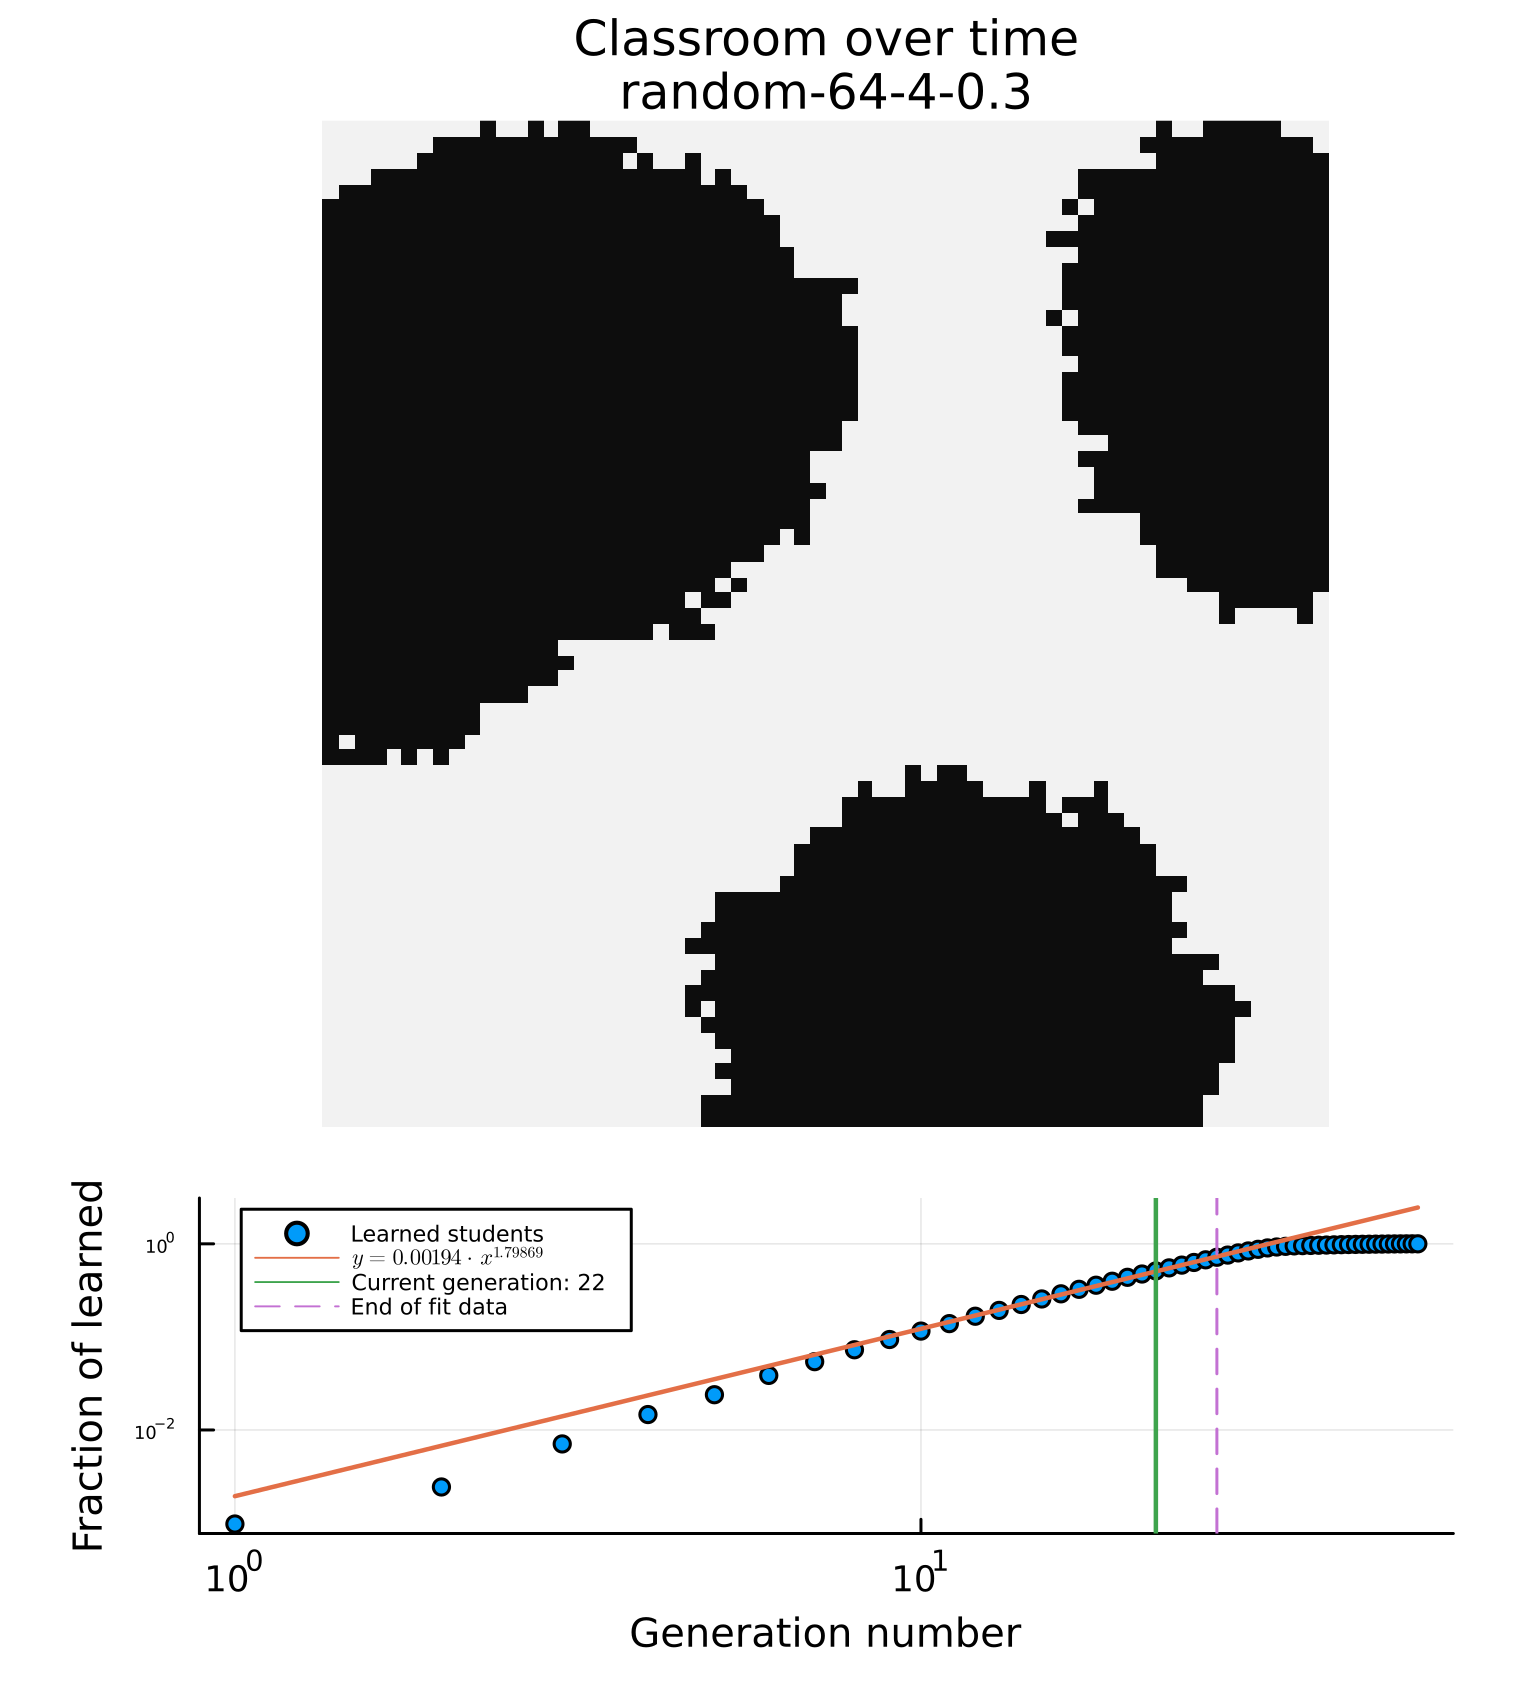 Classroom over time
random-64-4-0.3
Fraction of learned
10^0
10^−2
Learned students
y = 0.00194 · x^1.79869
Current generation: 22
End of fit data
10^0
10^1
Generation number